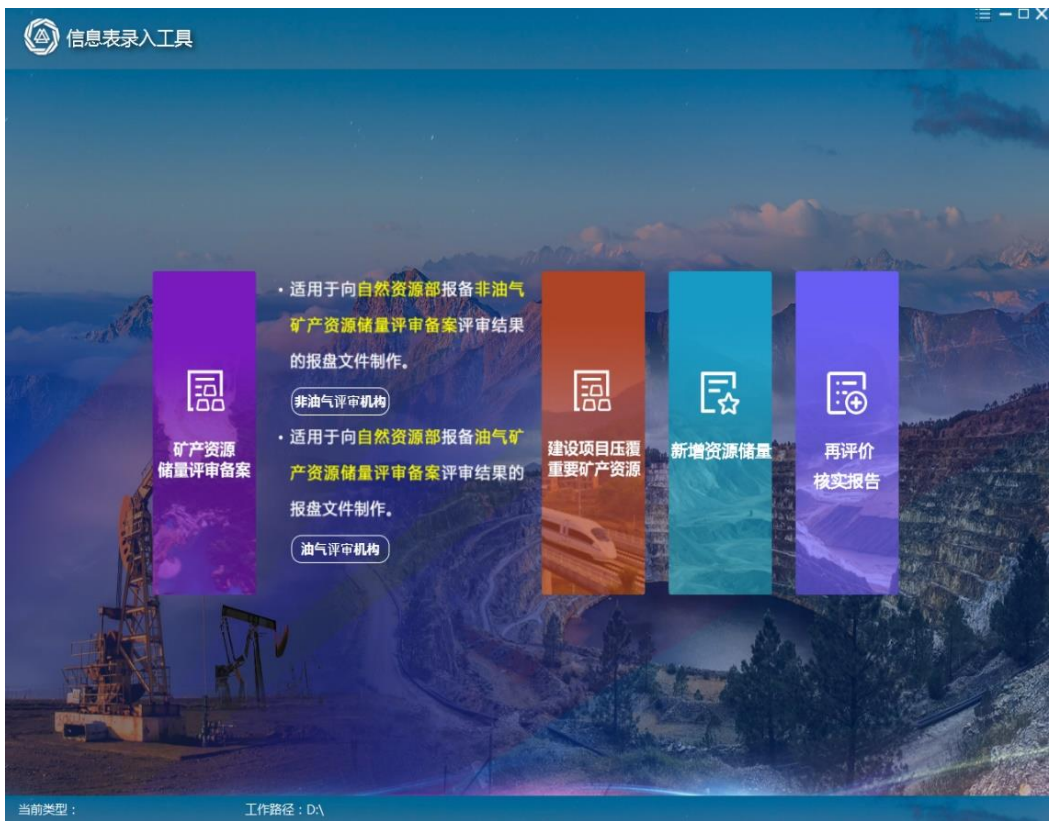 信息表录入工具
矿产资源
储量评审备案
·适用于向自然资源部报备非油气
矿产资源储量评审备案评审结果
的报盘文件制作。
非油气评审机构
·适用于向自然资源部报备油气矿
产资源储量评审备案评审结果的
报盘文件制作。
油气评审机构
建设项目压覆
重要矿产资源
新增资源储量
再评价
核实报告
当前类型：
工作路径：D:\